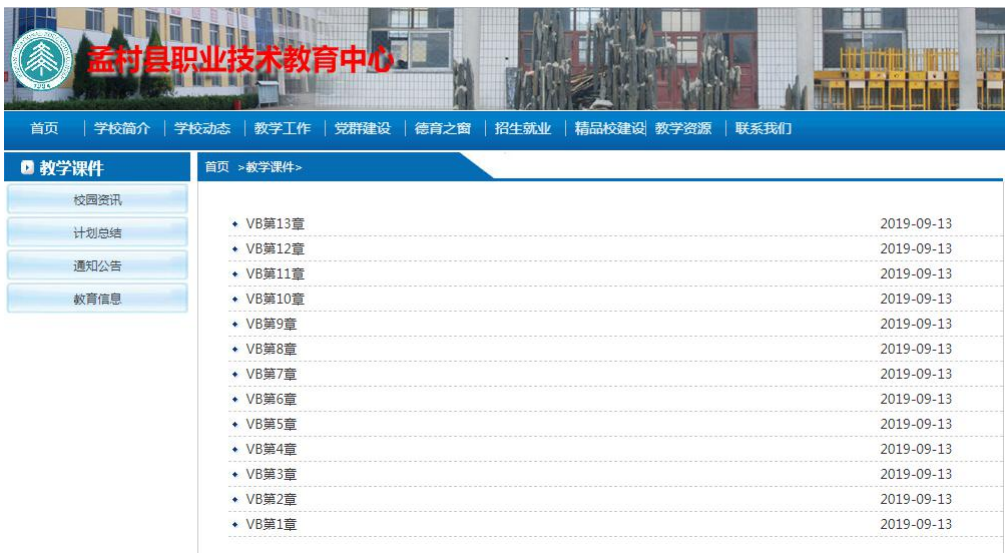 孟村县职业技术教育中心
1994
首页 学校简介 学校动态 教学工作 党群建设 德育之窗 招生就业 精品校建设 教学资源 联系我们
教学课件
首页 >教学课件>
校园资讯
计划总结
通知公告
教育信息
VB第13章 2019-09-13
VB第12章 2019-09-13
VB第11章 2019-09-13
VB第10章 2019-09-13
VB第9章 2019-09-13
VB第8章 2019-09-13
VB第7章 2019-09-13
VB第6章 2019-09-13
VB第5章 2019-09-13
VB第4章 2019-09-13
VB第3章 2019-09-13
VB第2章 2019-09-13
VB第1章 2019-09-13